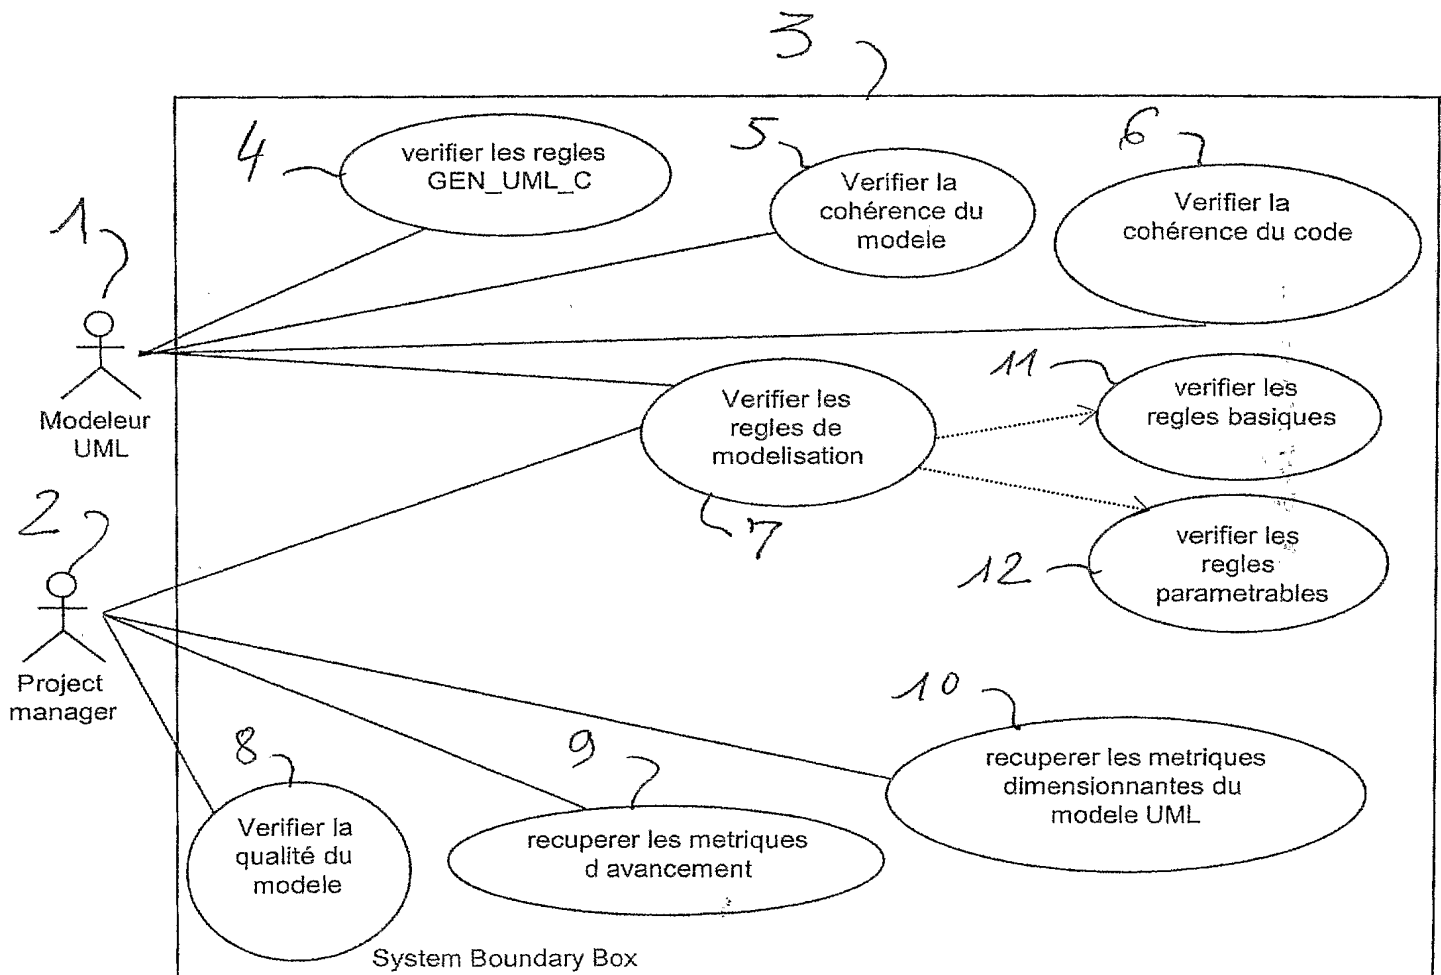 3
4
verifier les regles
GEN_UML_C
5
Verifier la
cohérence du
modele
6
Verifier la
cohérence du code
1
Modeleur
UML
Verifier les
regles de
modelisation
7
11
verifier les
regles basiques
2
Project
manager
12
verifier les
regles
parametrables
8
Verifier la
qualité du
modele
9
recuperer les metriques
d avancement
10
recuperer les metriques
dimensionnantes du
modele UML
System Boundary Box